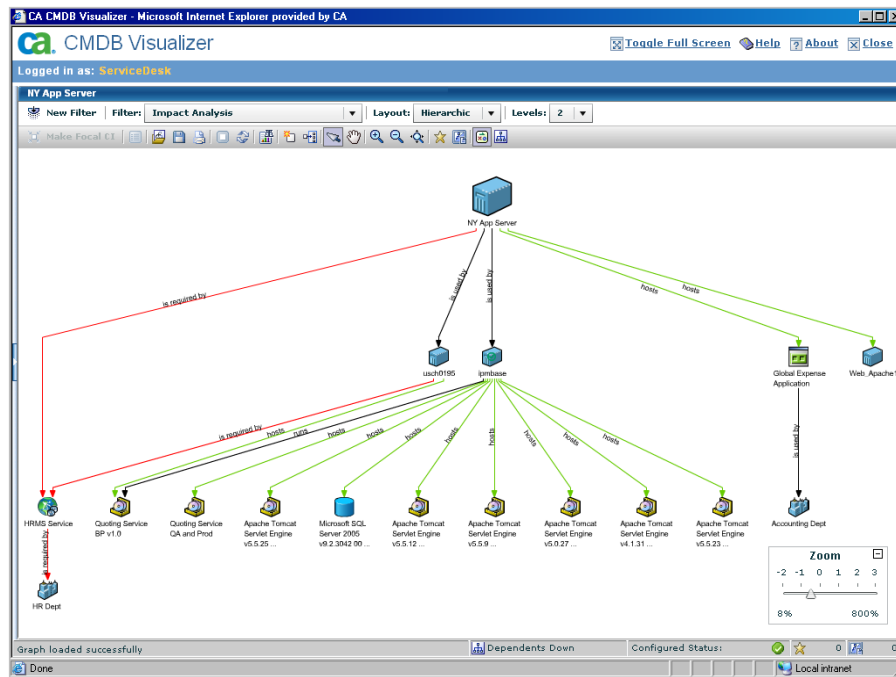 CA CMDB Visualizer - Microsoft Internet Explorer provided by CA
ca. CMDB Visualizer
Toggle Full Screen Help About Close
Logged in as: ServiceDesk
NY App Server
New Filter Filter: Impact Analysis Layout: Hierarchic Levels: 2
Make Focal CI
NY App Server
is required by
is used by
is used by
hosts
hosts
usch0195
ipmbase
Global Expense
Application
Web_Apache1
is required by
hosts
runs
hosts
hosts
hosts
hosts
hosts
hosts
hosts
hosts
is used by
HRMS Service
Quoting Service
BP v1.0
Quoting Service
QA and Prod
Apache Tomcat
Servlet Engine
v5.5.25 ...
Microsoft SQL
Server 2005
v9.2.3042 00 ...
Apache Tomcat
Servlet Engine
v5.5.12 ...
Apache Tomcat
Servlet Engine
v5.5.9 ...
Apache Tomcat
Servlet Engine
v5.0.27 ...
Apache Tomcat
Servlet Engine
v4.1.31 ...
Apache Tomcat
Servlet Engine
v5.5.23 ...
Accounting Dept
is required by
HR Dept
Zoom
-2 -1 0 1 2 3
8% 800%
Graph loaded successfully Dependents Down Configured Status: 0 0
Done Local intranet